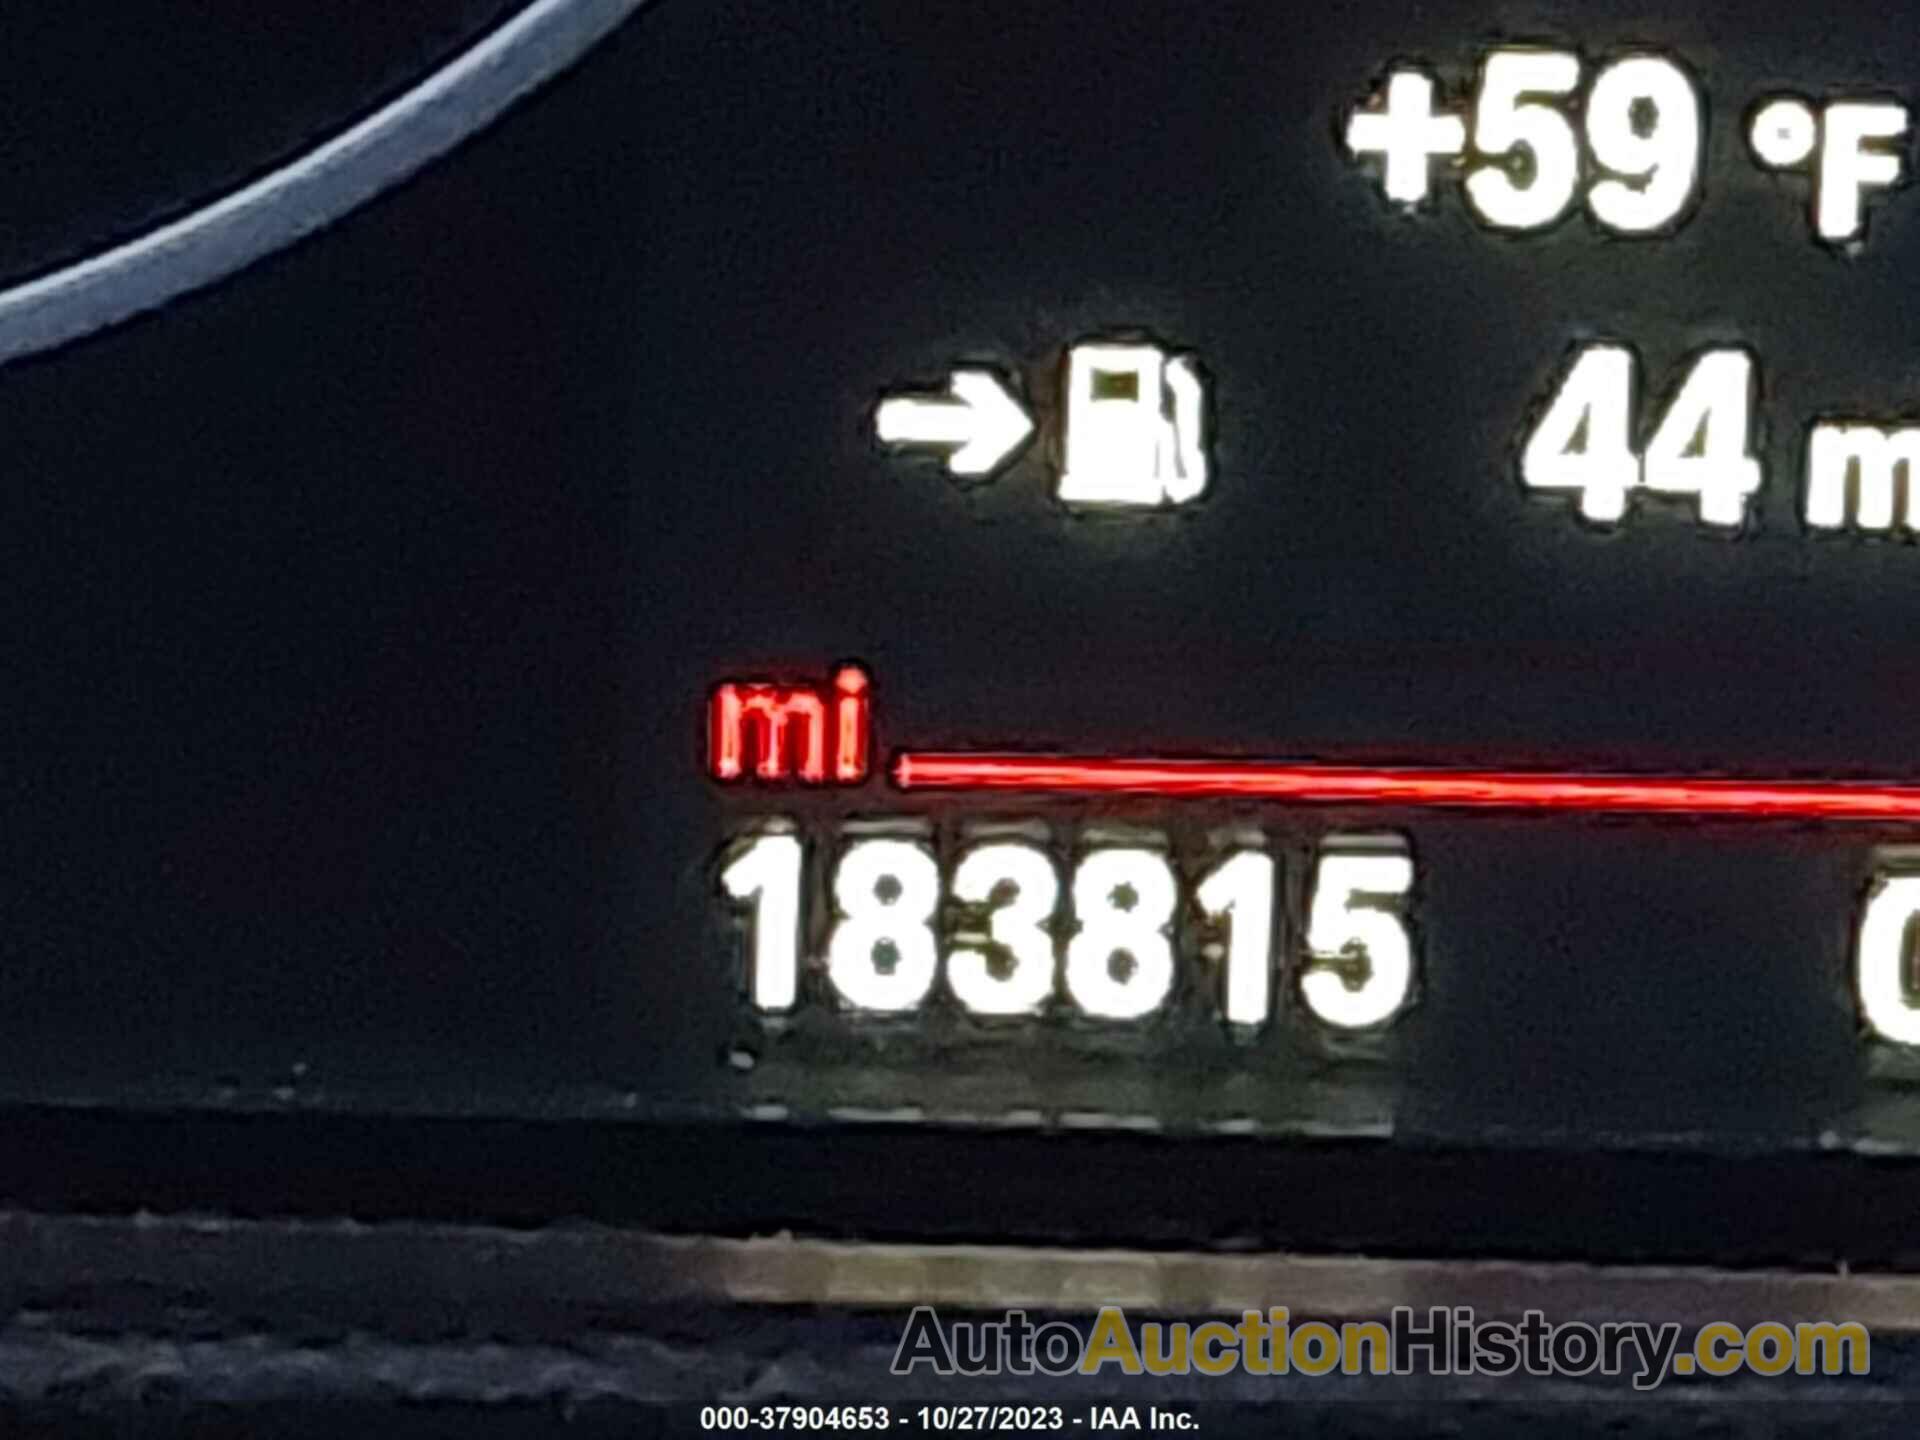 +59 °F
44 m
mi
183815
AutoAuctionHistory.com
000-37904653 - 10/27/2023 - IAA Inc.